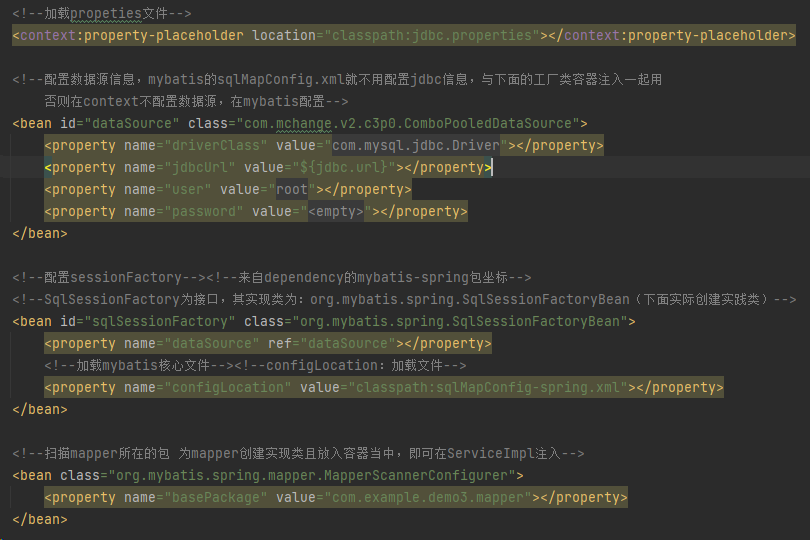 <!--加载propeties文件-->
<context:property-placeholder location="classpath:jdbc.properties"></context:property-placeholder>
<!--配置数据源信息，mybatis的sqlMapConfig.xml就不用配置jdbc信息，与下面的工厂类容器注入一起用
否则在context不配置数据源，在mybatis配置-->
<bean id="dataSource" class="com.mchange.v2.c3p0.ComboPooledDataSource">
<property name="driverClass" value="com.mysql.jdbc.Driver"></property>
<property name="jdbcUrl" value="${jdbc.url}"></property>
<property name="user" value="root"></property>
<property name="password" value="<empty>"></property>
</bean>
<!--配置sessionFactory--><!--来自dependency的mybatis-spring包坐标-->
<!--SqlSessionFactory为接口，其实现类为：org.mybatis.spring.SqlSessionFactoryBean（下面实际创建实践类）-->
<bean id="sqlSessionFactory" class="org.mybatis.spring.SqlSessionFactoryBean">
<property name="dataSource" ref="dataSource"></property>
<!--加载mybatis核心文件--><!--configLocation：加载文件-->
<property name="configLocation" value="classpath:sqlMapConfig-spring.xml"></property>
</bean>
<!--扫描mapper所在的包 为mapper创建实现类且放入容器当中，即可在ServiceImpl注入-->
<bean class="org.mybatis.spring.mapper.MapperScannerConfigurer">
<property name="basePackage" value="com.example.demo3.mapper"></property>
</bean>